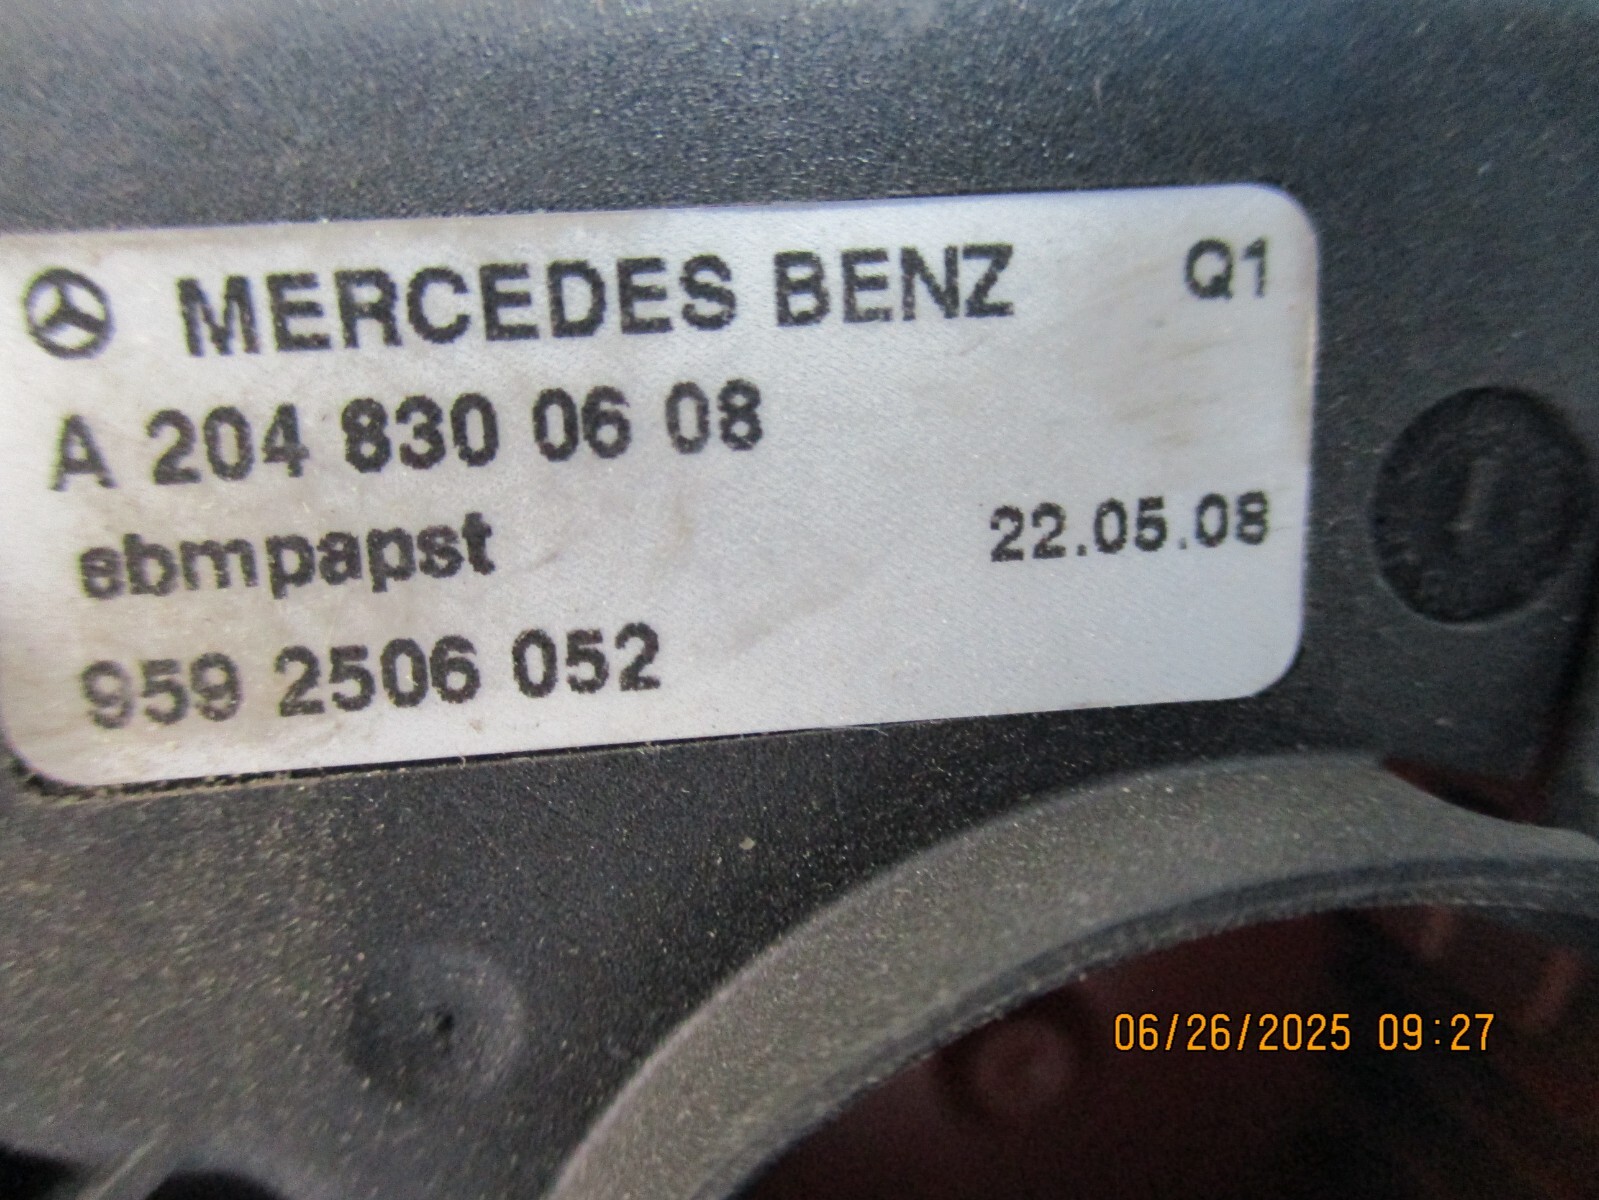 MERCEDES BENZ Q1
A 204 830 06 08
ebmpapst 22.05.08
959 2506 052
06/26/2025 09:27